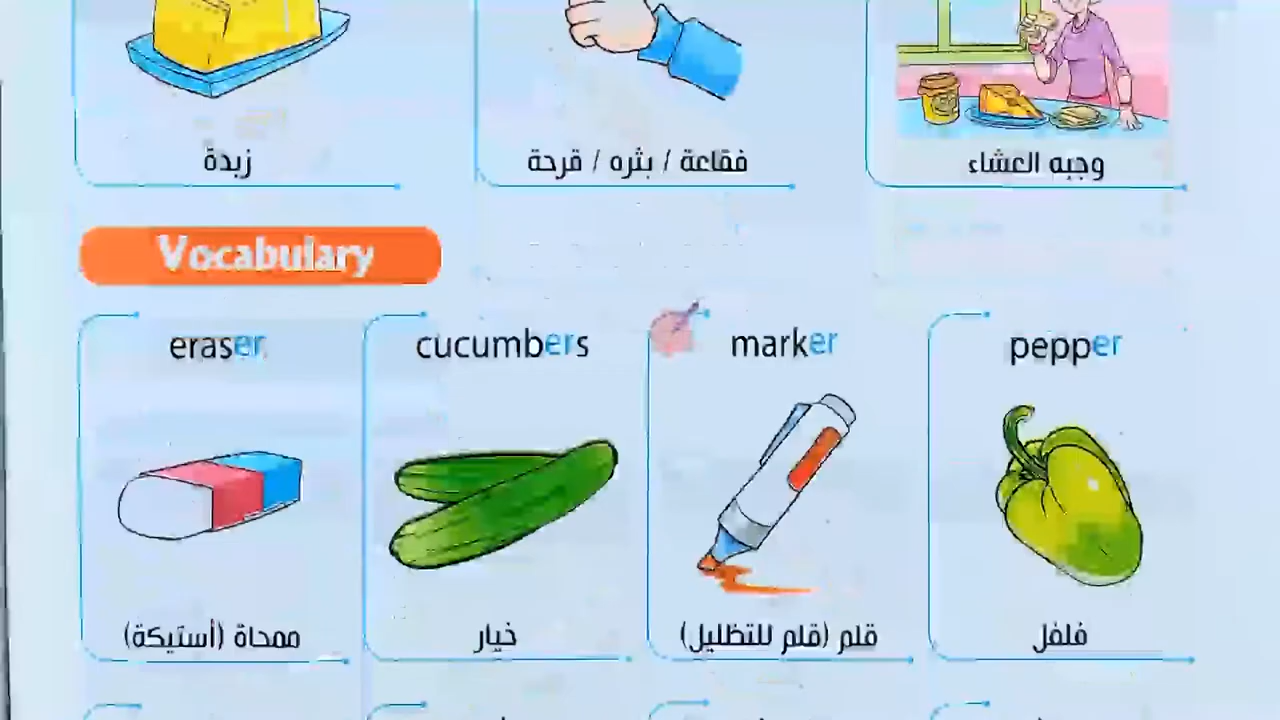 زبدة
فقاعة / بثره / قرحة
وجبه العشاء
Vocabulary
eraser
cucumbers
marker
pepper
ممحاة (أستيكة)
خيار
قلم (قلم للتظليل)
فلفل